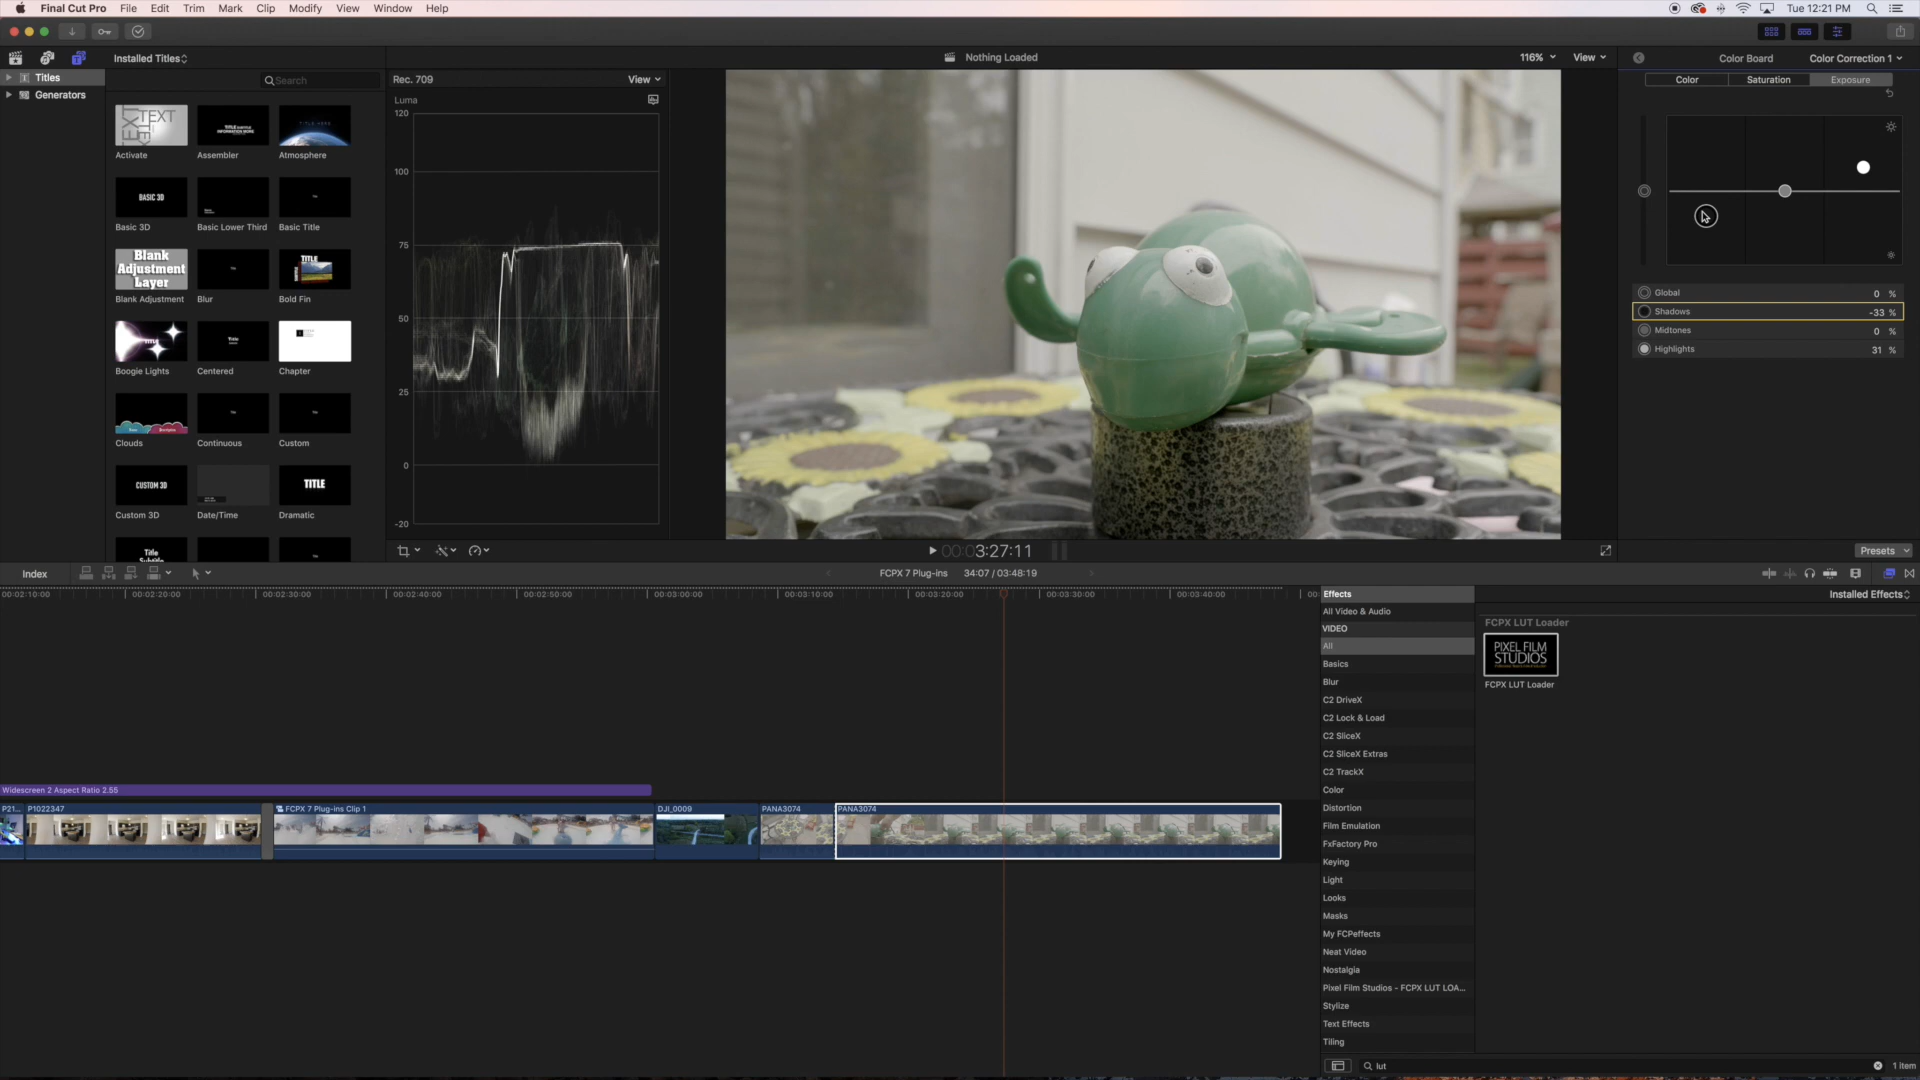 Final Cut Pro File Edit Trim Mark Clip Modify View Window Help
Tue 12:21 PM
Installed Titles
Nothing Loaded
116% View
Color Board
Color Correction 1
Titles
Generators
Search
Rec. 709
View
Color Saturation Exposure
Luma
120
100
75
50
25
0
-20
Activate Assembler Atmosphere
BASIC 3D
Basic 3D Basic Lower Third Basic Title
Blank
Adjustment
Layer
TITLE
Blank Adjustment Blur Bold Fin
Boogie Lights Centered Chapter
Clouds Continuous Custom
CUSTOM 3D
TITLE
Custom 3D Date/Time Dramatic
Title
Global 0 %
Shadows -33 %
Midtones 0 %
Highlights 31 %
Presets
00:03:27:11
Index
FCPX 7 Plug-ins 34:07 / 03:48:19
00:02:10:00 00:02:20:00 00:02:30:00 00:02:40:00 00:02:50:00 00:03:00:00 00:03:10:00 00:03:20:00 00:03:30:00 00:03:40:00 00:
Widescreen 2 Aspect Ratio 2.55
P21... P1022347 FCPX 7 Plug-ins Clip 1 DJI_0009 PANA3074 PANA3074
Effects
All Video & Audio
VIDEO
All
Basics
Blur
C2 DriveX
C2 Lock & Load
C2 SliceX
C2 SliceX Extras
C2 TrackX
Color
Distortion
Film Emulation
FxFactory Pro
Keying
Light
Looks
Masks
My FCPeffects
Neat Video
Nostalgia
Pixel Film Studios - FCPX LUT LOA...
Stylize
Text Effects
Tiling
Installed Effects
FCPX LUT Loader
PIXEL FILM
STUDIOS
FCPX LUT Loader
lut
1 item